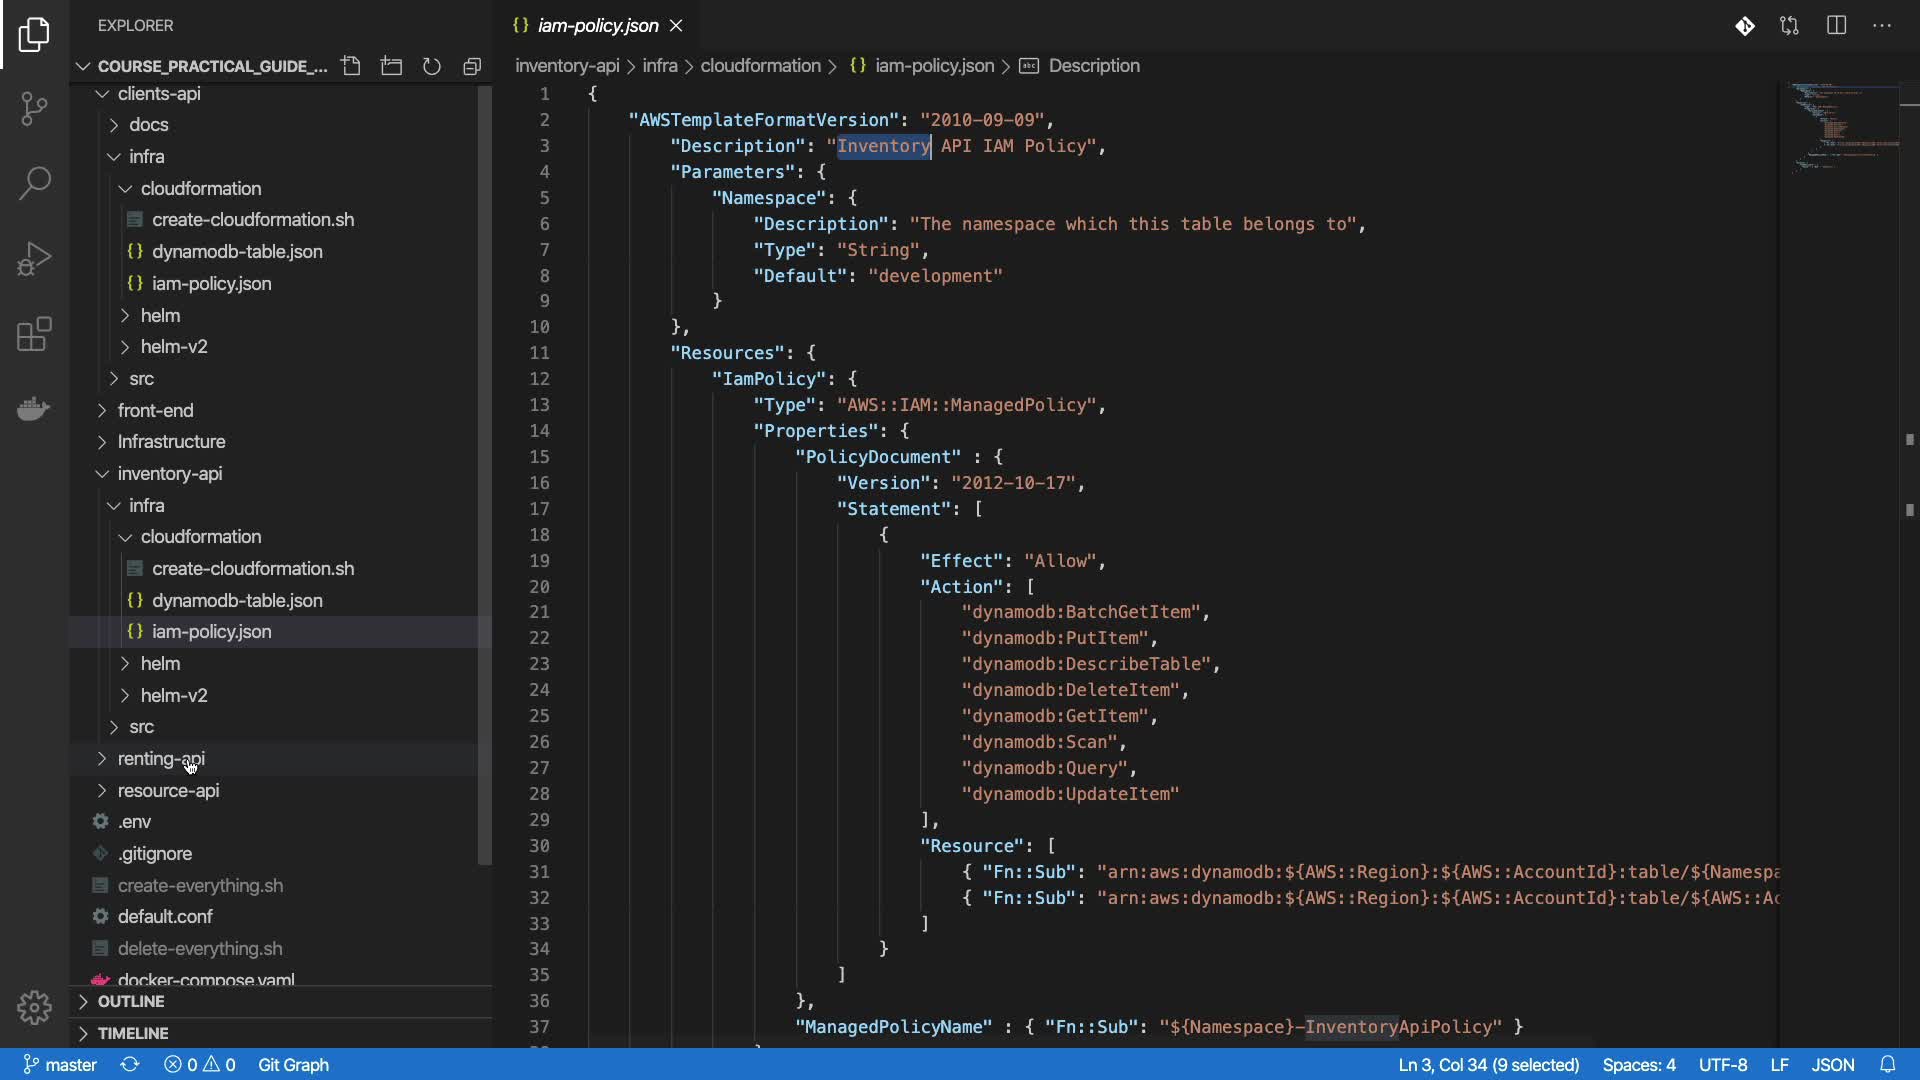 EXPLORER
COURSE_PRACTICAL_GUIDE_...
clients-api
docs
infra
cloudformation
create-cloudformation.sh
{} dynamodb-table.json
{} iam-policy.json
helm
helm-v2
src
front-end
Infrastructure
inventory-api
infra
cloudformation
create-cloudformation.sh
{} dynamodb-table.json
{} iam-policy.json
helm
helm-v2
src
renting-api
resource-api
.env
.gitignore
create-everything.sh
default.conf
delete-everything.sh
docker-compose.yaml
OUTLINE
TIMELINE
{} iam-policy.json
inventory-api > infra > cloudformation > {} iam-policy.json > abc Description
1 {
2 "AWSTemplateFormatVersion": "2010-09-09",
3 "Description": "Inventory API IAM Policy",
4 "Parameters": {
5 "Namespace": {
6 "Description": "The namespace which this table belongs to",
7 "Type": "String",
8 "Default": "development"
9 }
10 },
11 "Resources": {
12 "IamPolicy": {
13 "Type": "AWS::IAM::ManagedPolicy",
14 "Properties": {
15 "PolicyDocument" : {
16 "Version": "2012-10-17",
17 "Statement": [
18 {
19 "Effect": "Allow",
20 "Action": [
21 "dynamodb:BatchGetItem",
22 "dynamodb:PutItem",
23 "dynamodb:DescribeTable",
24 "dynamodb:DeleteItem",
25 "dynamodb:GetItem",
26 "dynamodb:Scan",
27 "dynamodb:Query",
28 "dynamodb:UpdateItem"
29 ],
30 "Resource": [
31 { "Fn::Sub": "arn:aws:dynamodb:${AWS::Region}:${AWS::AccountId}:table/${Namespa
32 { "Fn::Sub": "arn:aws:dynamodb:${AWS::Region}:${AWS::AccountId}:table/${AWS::Ac
33 ]
34 }
35 ]
36 },
37 "ManagedPolicyName" : { "Fn::Sub": "${Namespace}-InventoryApiPolicy" }
master 0 0 Git Graph Ln 3, Col 34 (9 selected) Spaces: 4 UTF-8 LF JSON